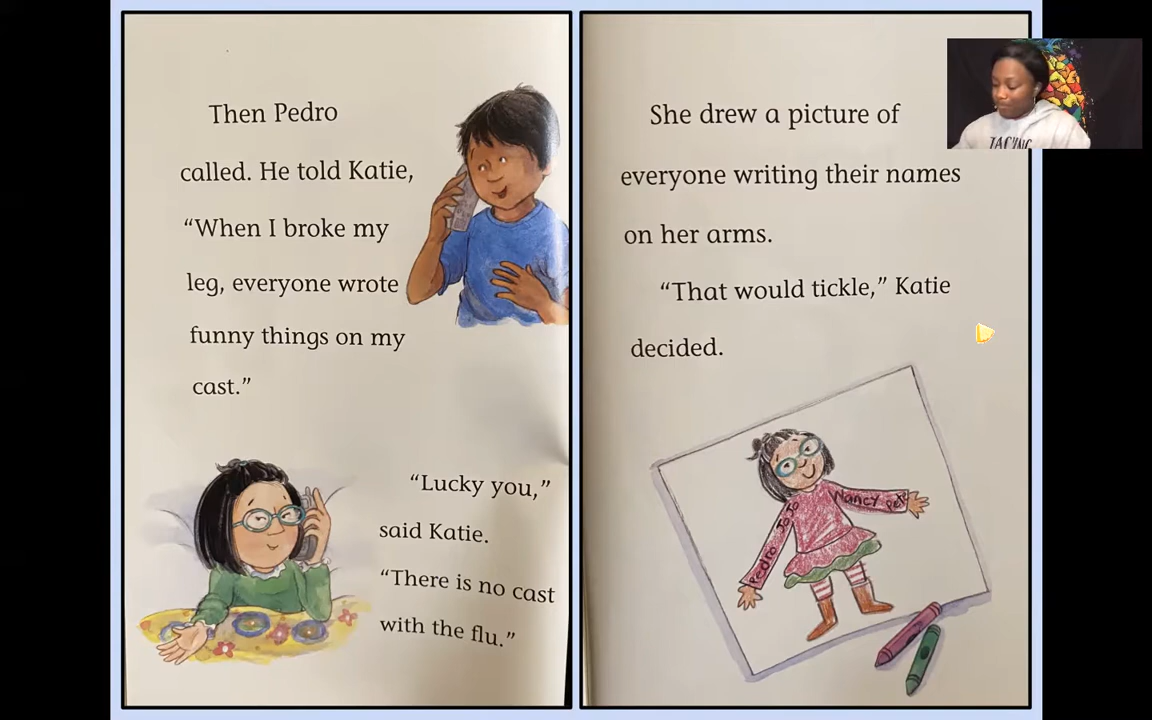 Then Pedro
called. He told Katie,
“When I broke my
leg, everyone wrote
funny things on my
cast.”
“Lucky you,”
said Katie.
“There is no cast
with the flu.”
She drew a picture of
everyone writing their names
on her arms.
“That would tickle,” Katie
decided.
Pedro JoJo
Nancy